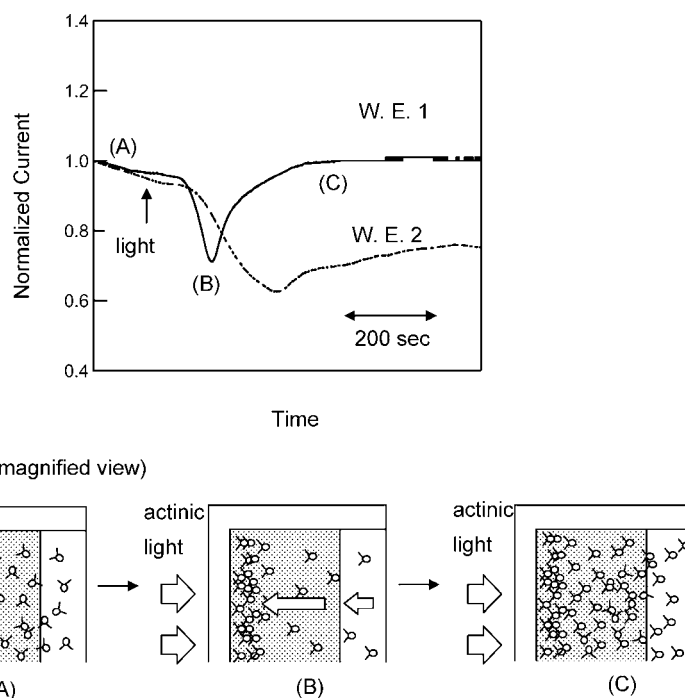 1.4
1.2
W. E. 1
(A)
1.0
(C)
Normalized Current
light
W. E. 2
0.8
(B)
0.6
200 sec
0.4
Time
magnified view)
actinic
light
actinic
light
A)
(B)
(C)